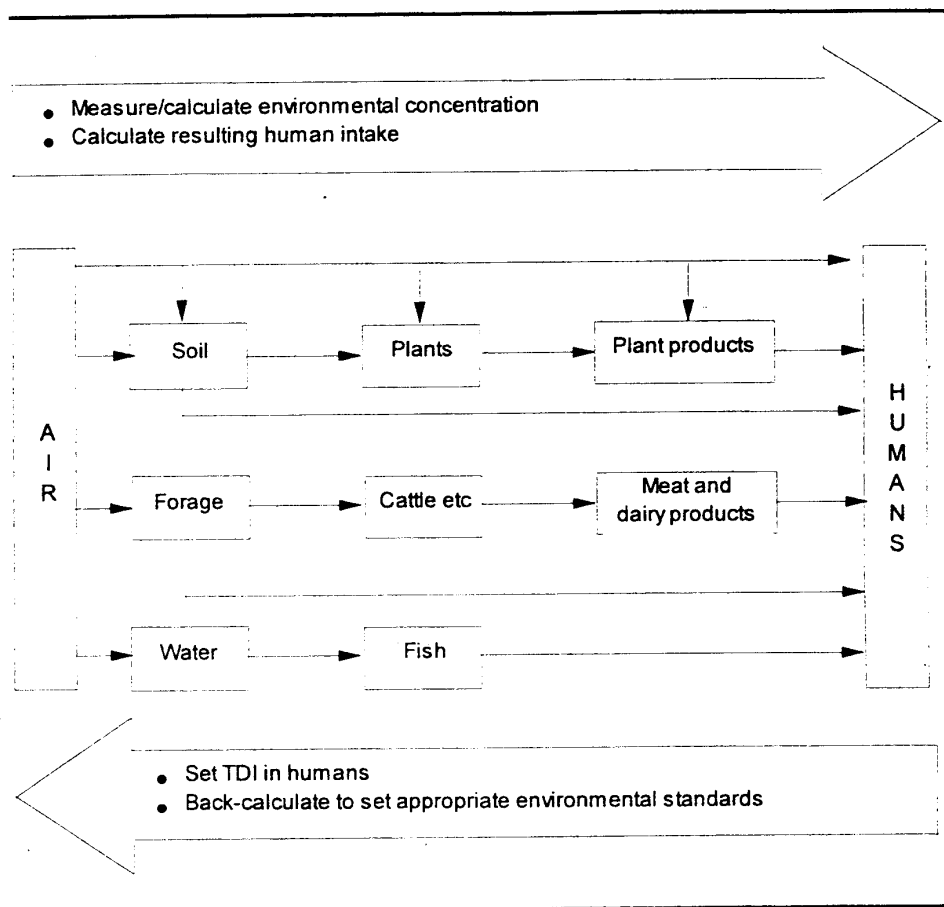 ● Measure/calculate environmental concentration
● Calculate resulting human intake
AIR
Soil
Plants
Plant products
Forage
Cattle etc
Meat and
dairy products
Water
Fish
HUMANS
● Set TDI in humans
● Back-calculate to set appropriate environmental standards